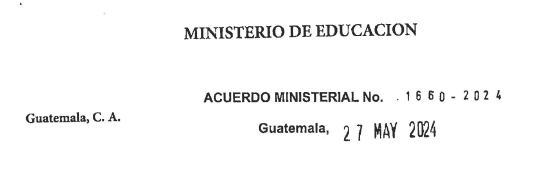 MINISTERIO DE EDUCACION
ACUERDO MINISTERIAL No. .1660-2024
Guatemala, C. A.
Guatemala, 27 MAY 2024